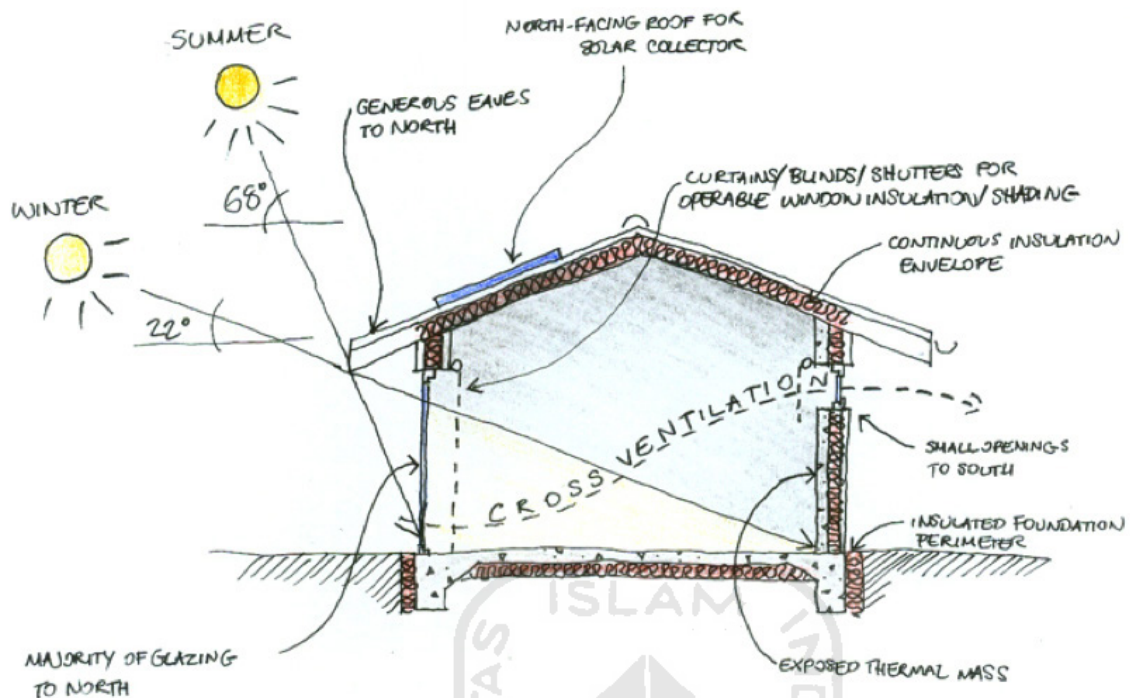 SUMMER
NORTH-FACING ROOF FOR
SOLAR COLLECTOR
GENEROUS EAVES
TO NORTH
68°
CURTAINS/BLINDS/SHUTTERS FOR
OPERABLE WINDOW INSULATION/SHADING
WINTER
CONTINUOUS INSULATION
ENVELOPE
22°
CROSS VENTILATION
SMALL OPENINGS
TO SOUTH
INSULATED FOUNDATION
PERIMETER
ISLAM
MAJORITY OF GLAZING
TO NORTH
EXPOSED THERMAL MASS